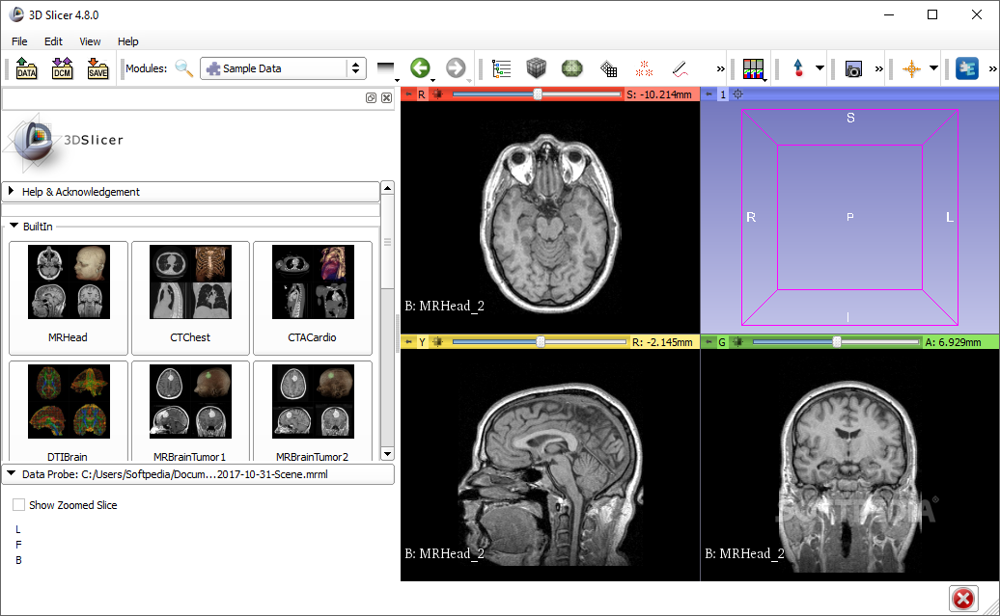 3D Slicer 4.8.0
File Edit View Help
DATA DCM SAVE Modules: Sample Data
R S: -10.214mm 1
3DSlicer
Help & Acknowledgement
BuiltIn
MRHead CTChest CTACardio
DTIBrain MRBrainTumor1 MRBrainTumor2
Data Probe: C:/Users/Softpedia/Docum...2017-10-31-Scene.mrml
Show Zoomed Slice
L
F
B
B: MRHead_2
S
R P L
I
Y R: -2.145mm G A: 6.929mm
B: MRHead_2 B: MRHead_2
SOFTPEDIA®